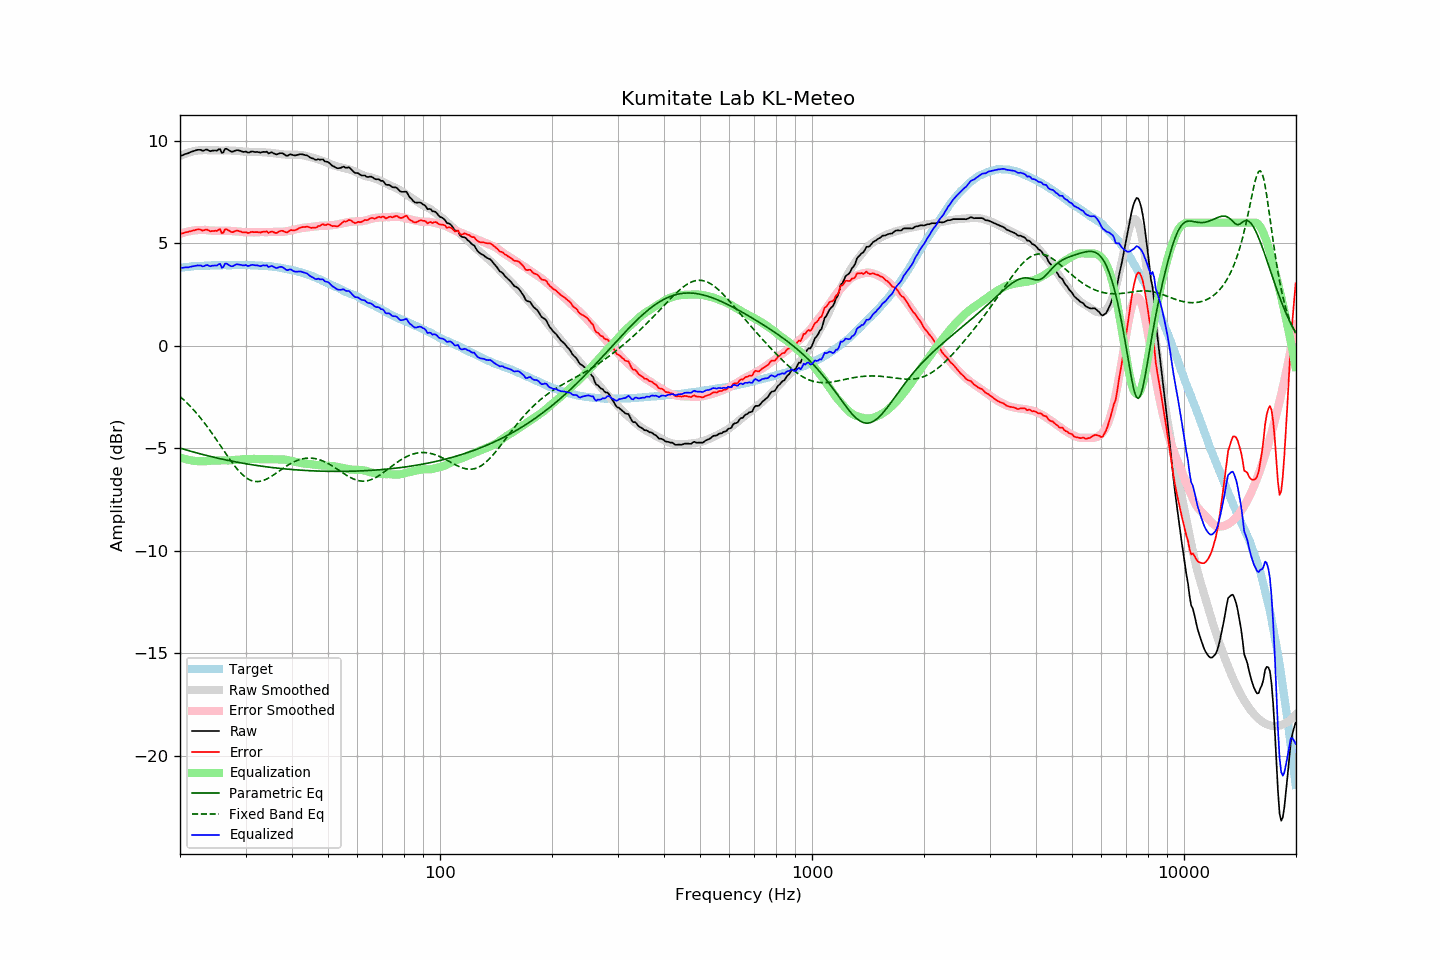 Kumitate Lab KL-Meteo
10
5
0
−5
−10
−15
−20
Amplitude (dBr)
Target
Raw Smoothed
Error Smoothed
Raw
Error
Equalization
Parametric Eq
Fixed Band Eq
Equalized
100
1000
10000
Frequency (Hz)